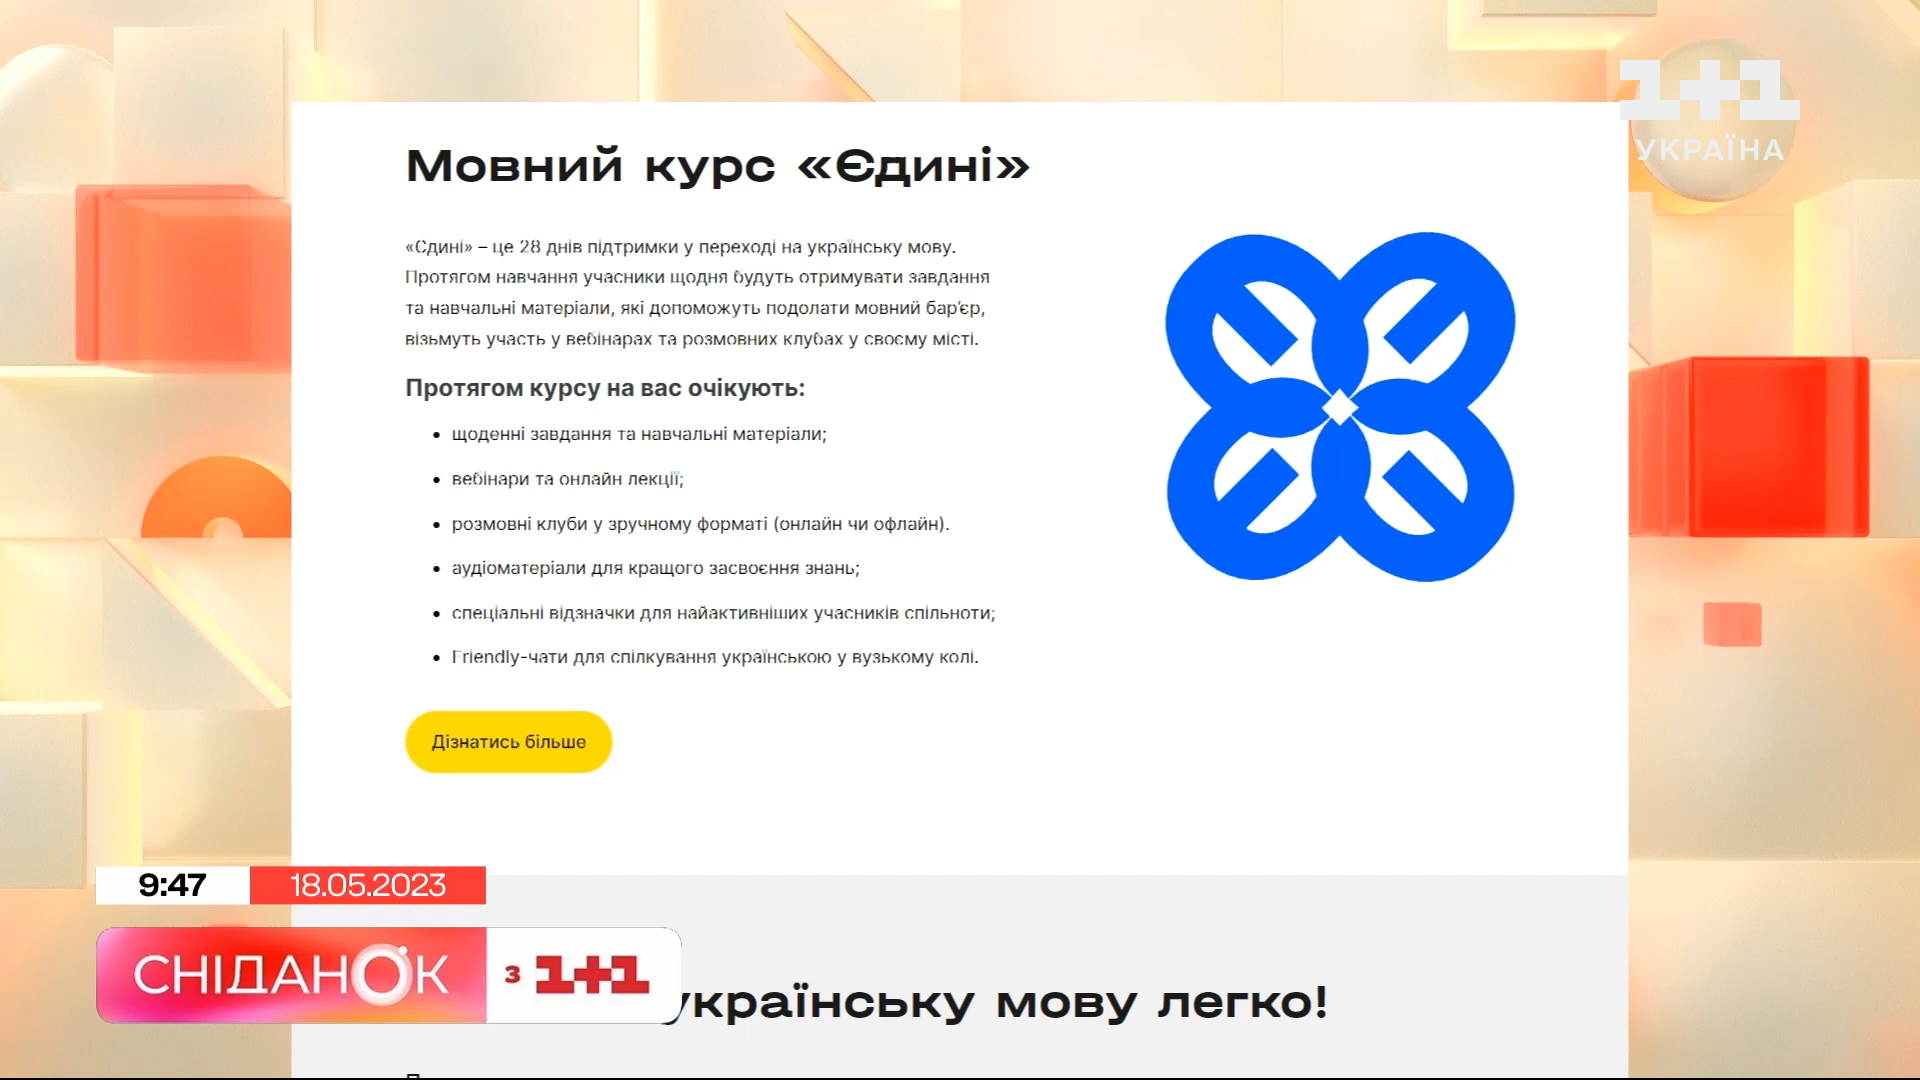 1+1
УКРАЇНА
Мовний курс «Єдині»
«Єдині» – це 28 днів підтримки у переході на українську мову.
Протягом навчання учасники щодня будуть отримувати завдання
та навчальні матеріали, які допоможуть подолати мовний бар'єр,
візьмуть участь у вебінарах та розмовних клубах у своєму місті.
Протягом курсу на вас очікують:
щоденні завдання та навчальні матеріали;
вебінари та онлайн лекції;
розмовні клуби у зручному форматі (онлайн чи офлайн).
аудіоматеріали для кращого засвоєння знань;
спеціальні відзначки для найактивніших учасників спільноти;
Friendly-чати для спілкування українською у вузькому колі.
Дізнатись більше
9:47 18.05.2023
СНІДАНОК з 1+1
українську мову легко!